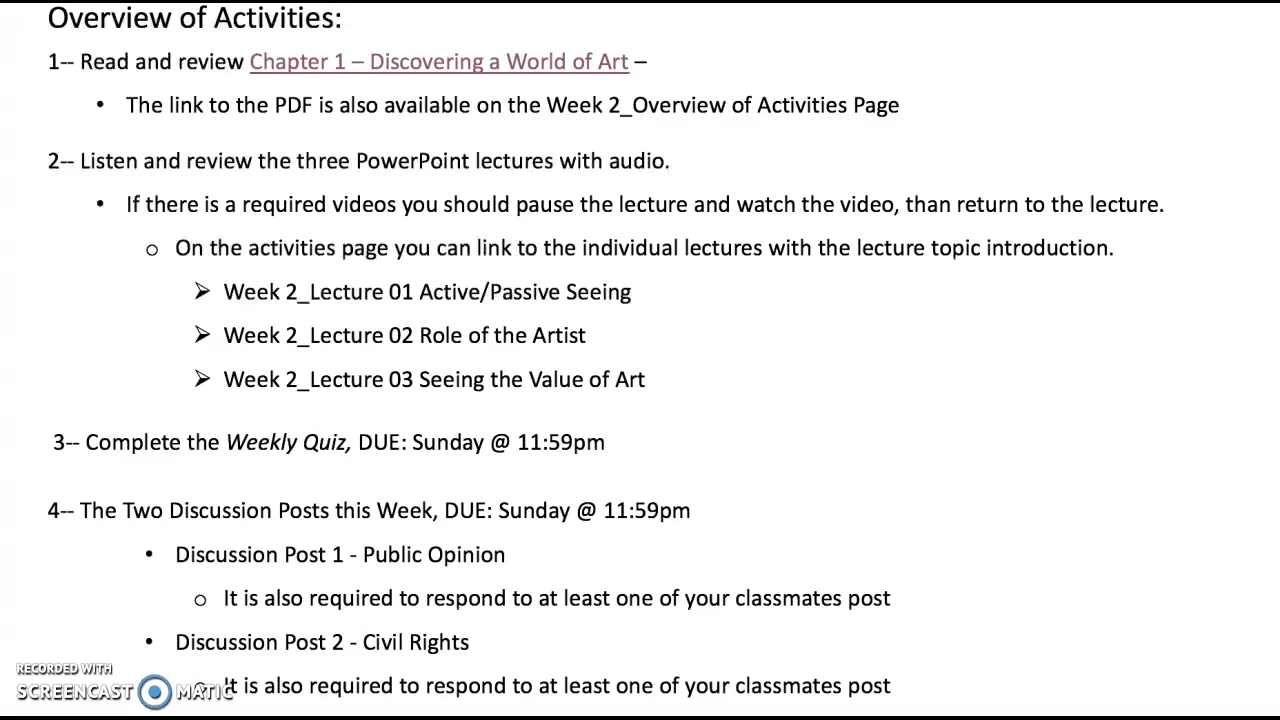 Overview of Activities:
1-- Read and review Chapter 1 – Discovering a World of Art –
• The link to the PDF is also available on the Week 2_Overview of Activities Page
2-- Listen and review the three PowerPoint lectures with audio.
• If there is a required videos you should pause the lecture and watch the video, than return to the lecture.
o On the activities page you can link to the individual lectures with the lecture topic introduction.
➢ Week 2_Lecture 01 Active/Passive Seeing
➢ Week 2_Lecture 02 Role of the Artist
➢ Week 2_Lecture 03 Seeing the Value of Art
3-- Complete the Weekly Quiz, DUE: Sunday @ 11:59pm
4-- The Two Discussion Posts this Week, DUE: Sunday @ 11:59pm
• Discussion Post 1 - Public Opinion
o It is also required to respond to at least one of your classmates post
• Discussion Post 2 - Civil Rights
o It is also required to respond to at least one of your classmates post
RECORDED WITH
SCREENCAST MATIC